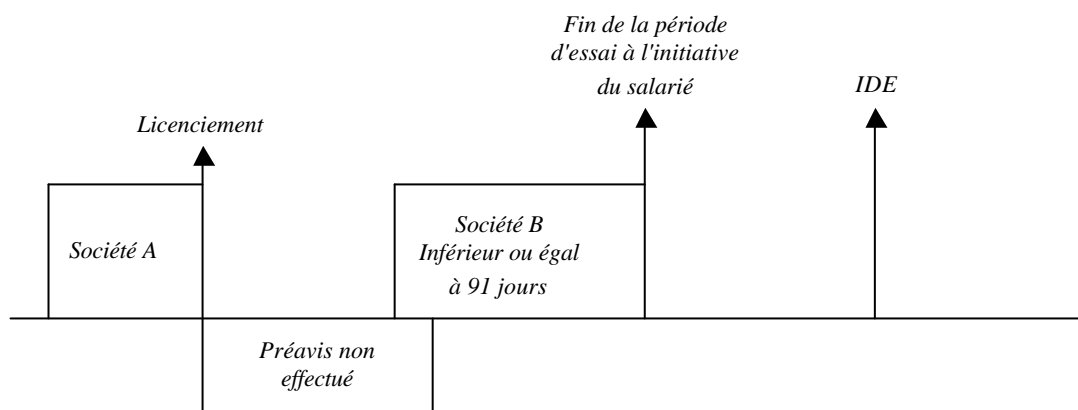 Fin de la période
d'essai à l'initiative
du salarié
IDE
Licenciement
Société A
Société B
Inférieur ou égal
à 91 jours
Préavis non
effectué